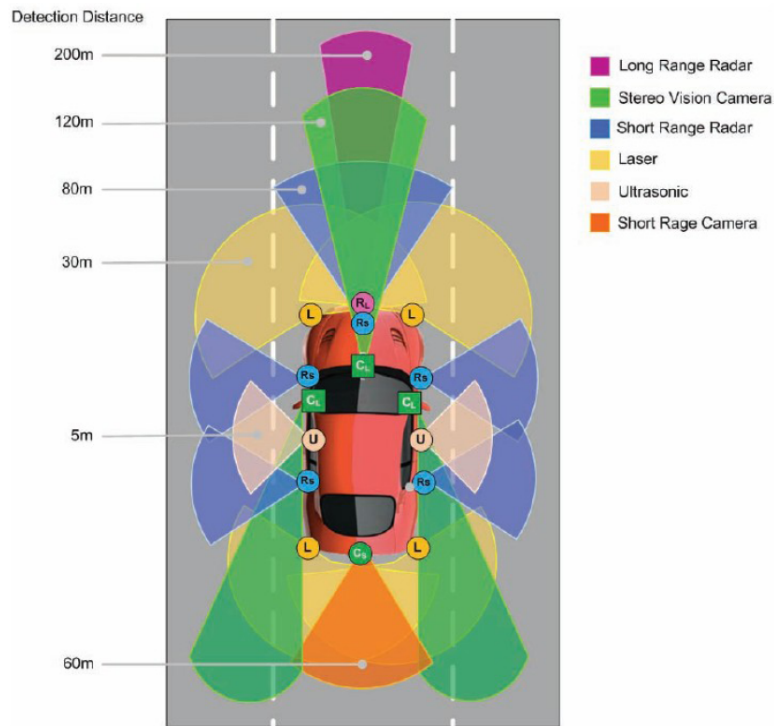 Detection Distance
200m
120m
80m
30m
5m
60m
Long Range Radar
Stereo Vision Camera
Short Range Radar
Laser
Ultrasonic
Short Rage Camera
RL
L
Rs
L
CL
Rs
Rs
CL
CL
U
U
Rs
Rs
L
CS
L